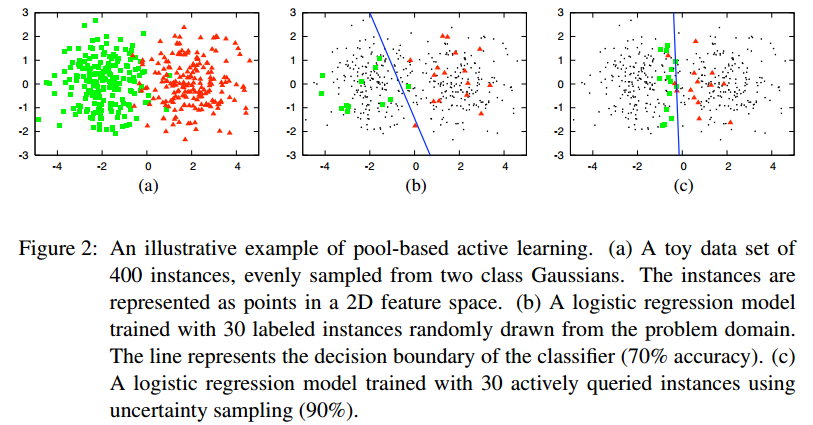 3 2 1 0 -1 -2 -3
-4 -2 0 2 4
(a)
3 2 1 0 -1 -2 -3
-4 -2 0 2 4
(b)
3 2 1 0 -1 -2 -3
-4 -2 0 2 4
(c)
Figure 2: An illustrative example of pool-based active learning. (a) A toy data set of
400 instances, evenly sampled from two class Gaussians. The instances are
represented as points in a 2D feature space. (b) A logistic regression model
trained with 30 labeled instances randomly drawn from the problem domain.
The line represents the decision boundary of the classifier (70% accuracy). (c)
A logistic regression model trained with 30 actively queried instances using
uncertainty sampling (90%).